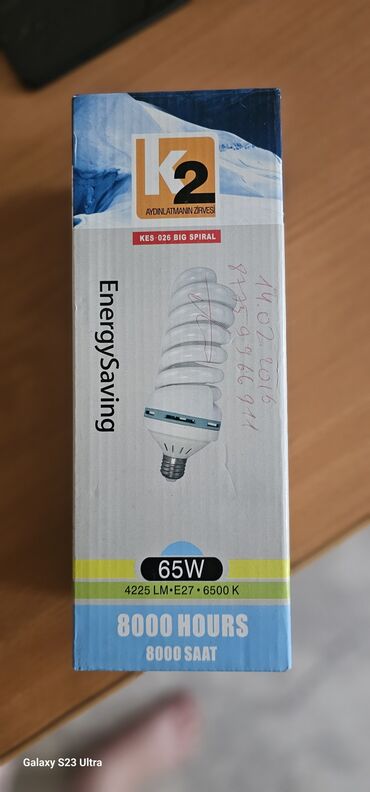 K2
AYDINLATMANIN ZİRVESİ
KES 026 BIG SPIRAL
EnergySaving
14.02.2016
65W
4225 LM•E27•6500 K
8000 HOURS
8000 SAAT
Galaxy S23 Ultra